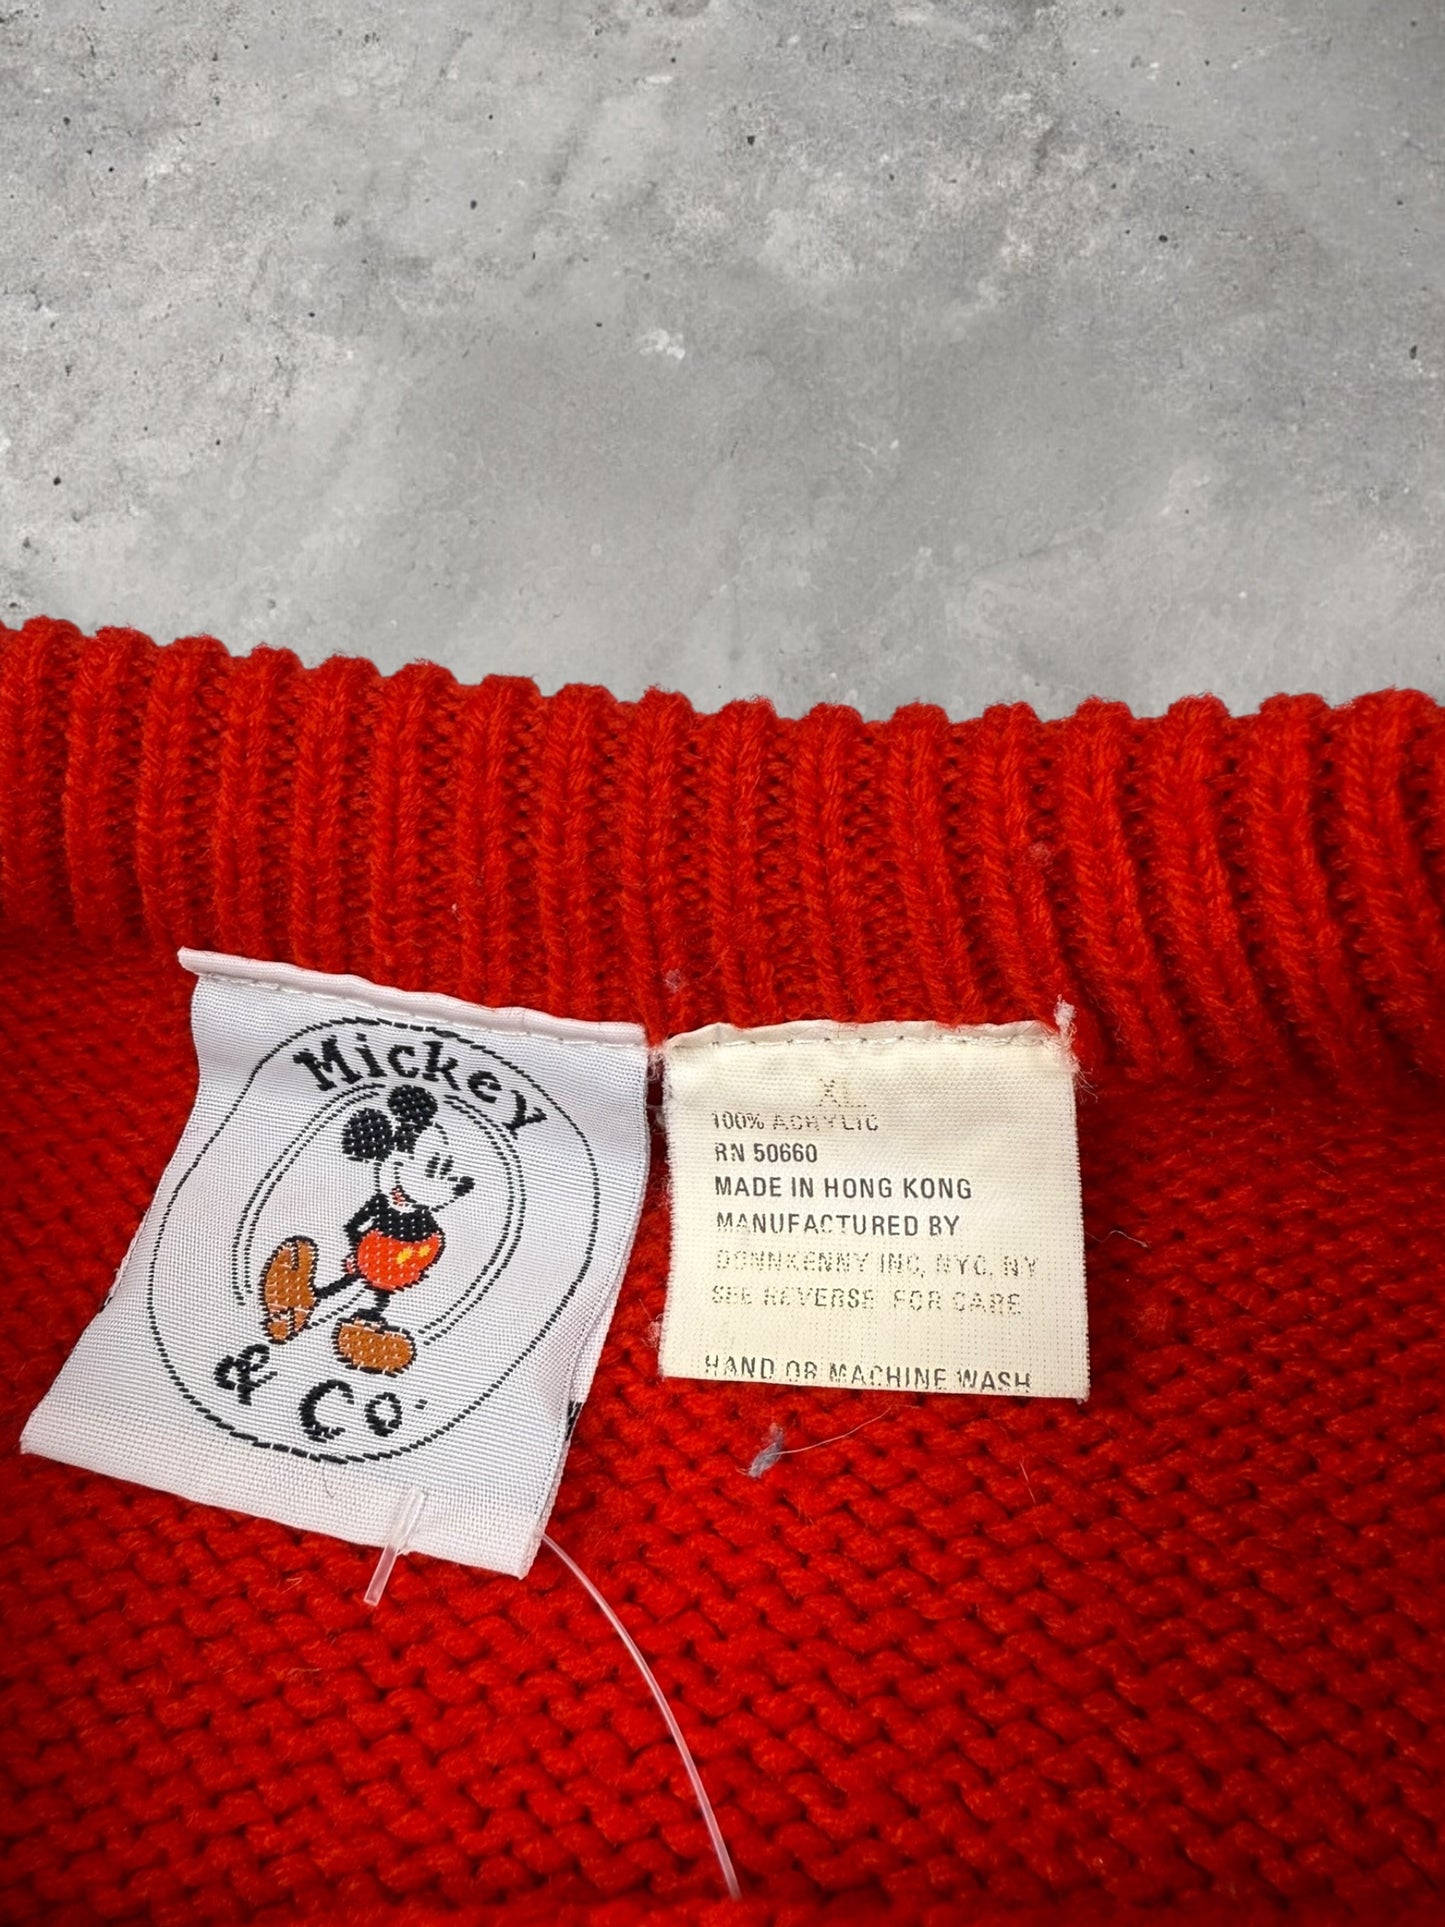 Mickey
& Co.
XL
100% ACRYLIC
RN 50660
MADE IN HONG KONG
MANUFACTURED BY
DONNKENNY INC, NYC. NY
SEE REVERSE FOR CARE
HAND OR MACHINE WASH